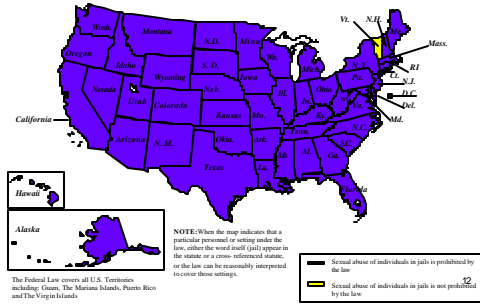 Vt.
N.H.
Me.
Wash.
Montana
N.D.
Minn
Oregon
Idaho
S. D.
Wis.
Mich.
N. Y
Mass.
RI
Ct.
Wyoming
Iowa
Pa.
N.J.
Nevada
Utah
Colorado
Neb.
Il.
In.
Ohio
D.C.
Del.
Md.
California
Kansas
Mo.
Ky.
Va.
Arizona
N. M.
Okla.
Ark.
Tenn.
N.C.
S.C.
Texas
La.
Ms.
Al.
Ga.
Florida
Hawaii
Alaska
NOTE: When the map indicates that a
particular person or setting under the
law, either the word itself (jail) appear in
the statute or a cross- referenced statute,
or the law can be reasonably interpreted
to cover those settings.
The Federal Law covers all U.S. Territories
including: Guam, The Mariana Islands, Puerto Rico
and The Virgin Islands
Sexual abuse of individuals in jails is prohibited by
the law
Sexual abuse of individuals in jails is not prohibited
by the law
12